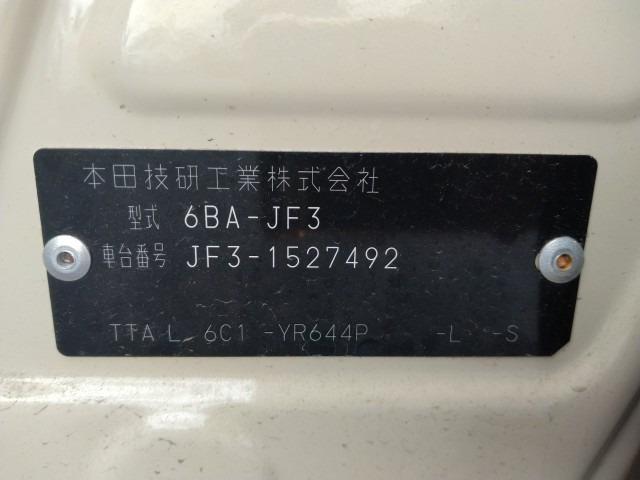 本田技研工業株式会社
型式 6BA-JF3
車台番号 JF3-1527492
TTA L 6C1 -YR644P -L -S